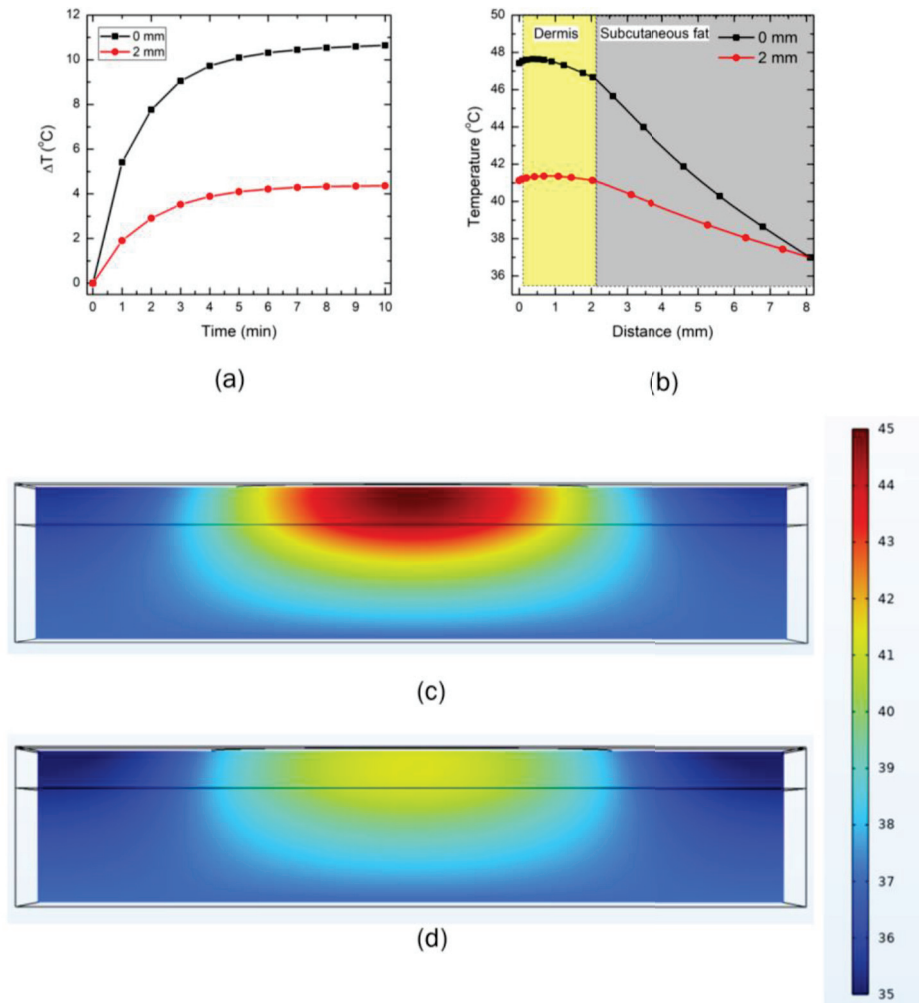 0 mm
2 mm
12
10
8
6
4
2
0
ΔT (°C)
0 1 2 3 4 5 6 7 8 9 10
Time (min)
(a)
Dermis Subcutaneous fat
0 mm
2 mm
50
48
46
44
42
40
38
36
Temperature (°C)
0 1 2 3 4 5 6 7 8
Distance (mm)
(b)
(c)
(d)
45
44
43
42
41
40
39
38
37
36
35